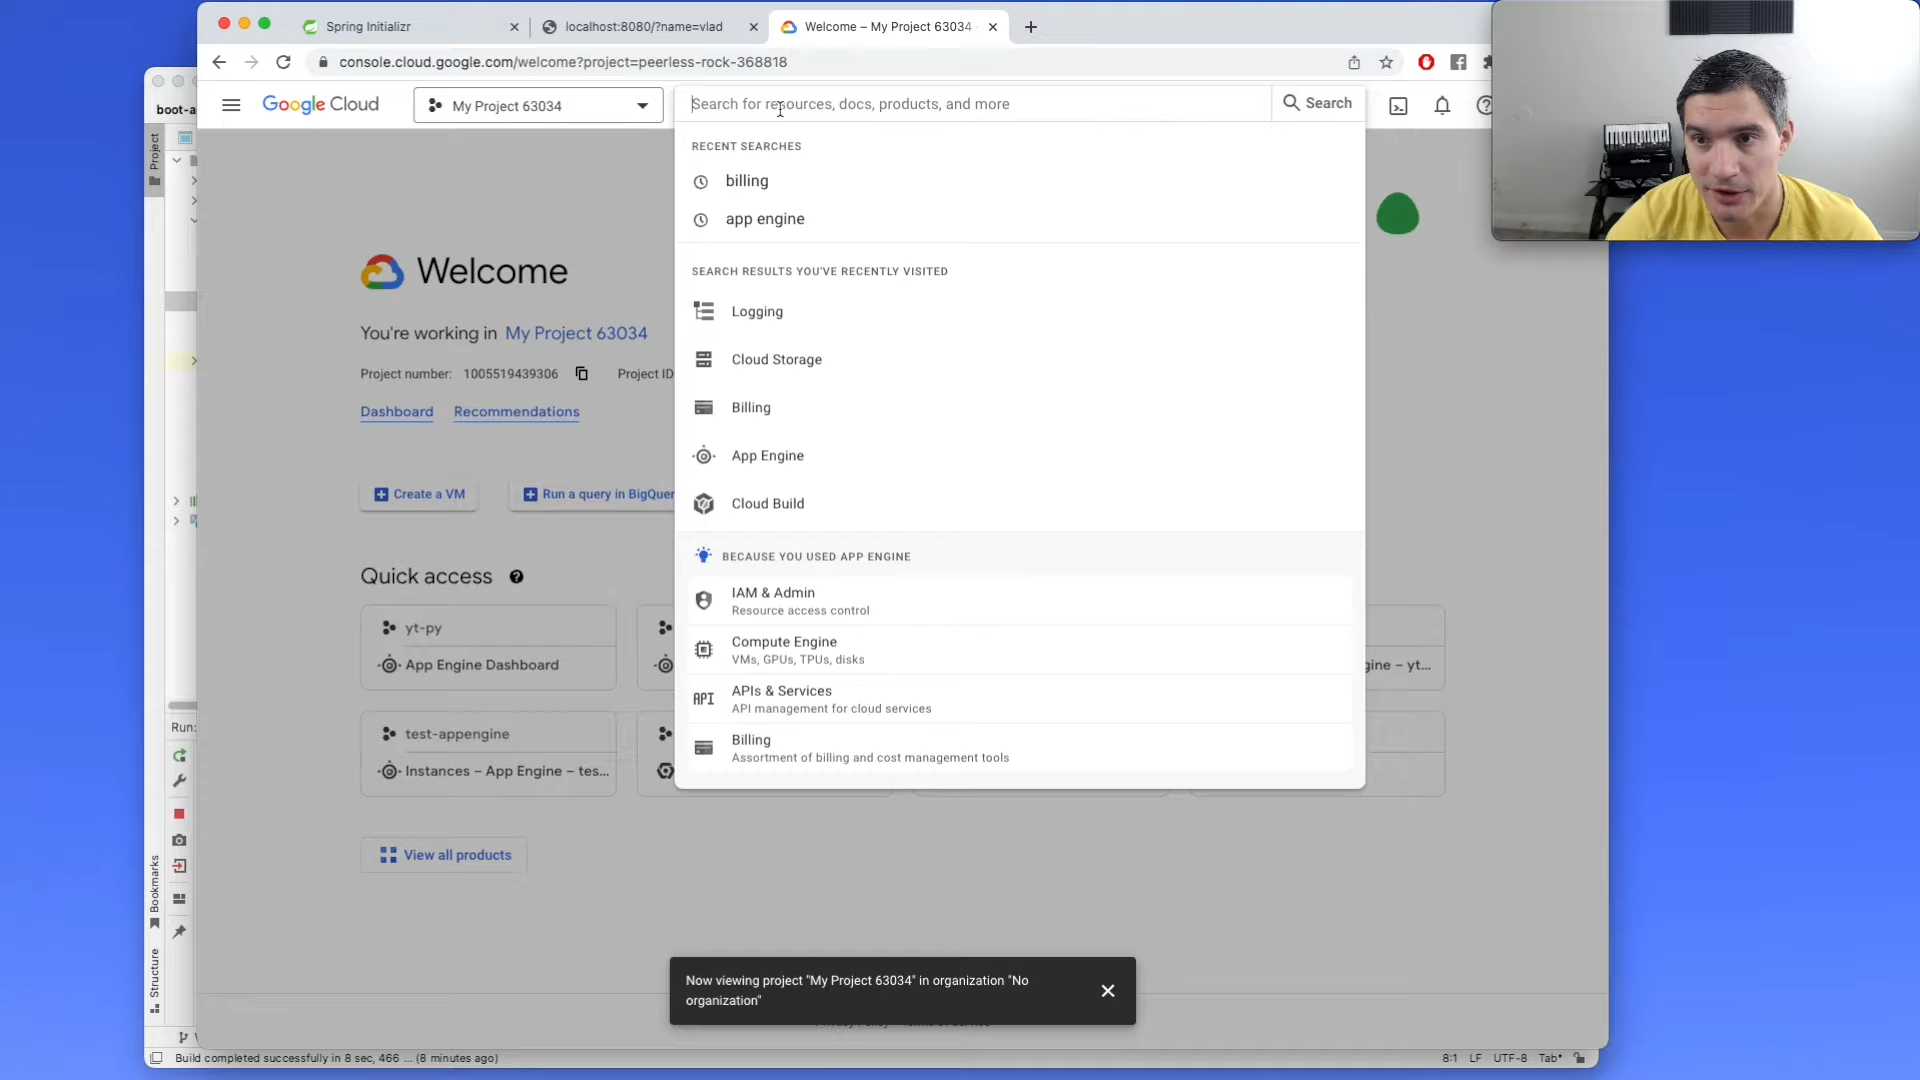 Spring Initializr
localhost:8080/?name=vlad
Welcome – My Project 63034
console.cloud.google.com/welcome?project=peerless-rock-368818
boot-a
Google Cloud
My Project 63034
Search for resources, docs, products, and more
Search
RECENT SEARCHES
billing
app engine
SEARCH RESULTS YOU'VE RECENTLY VISITED
Logging
Cloud Storage
Billing
App Engine
Cloud Build
BECAUSE YOU USED APP ENGINE
IAM & Admin
Resource access control
Compute Engine
VMs, GPUs, TPUs, disks
API
APIs & Services
API management for cloud services
Billing
Assortment of billing and cost management tools
Welcome
You're working in My Project 63034
Project number: 1005519439306 Project ID
Dashboard Recommendations
Create a VM
Run a query in BigQuer
Quick access
yt-py
App Engine Dashboard
gine – yt...
test-appengine
Instances – App Engine – tes...
View all products
Now viewing project "My Project 63034" in organization "No
organization"
Project
Run:
Bookmarks
Structure
Build completed successfully in 8 sec, 466 ... (8 minutes ago)
8:1 LF UTF-8 Tab*